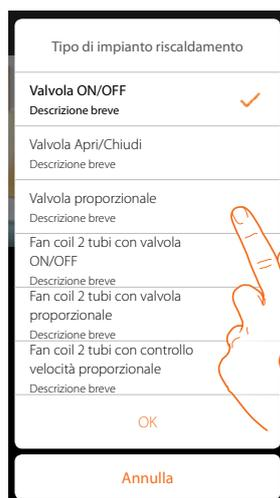 Tipo di impianto riscaldamento
Valvola ON/OFF
Descrizione breve
Valvola Apri/Chiudi
Descrizione breve
Valvola proporzionale
Descrizione breve
Fan coil 2 tubi con valvola
ON/OFF
Descrizione breve
Fan coil 2 tubi con valvola
proporzionale
Descrizione breve
Fan coil 2 tubi con controllo
velocità proporzionale
Descrizione breve
OK
Annulla